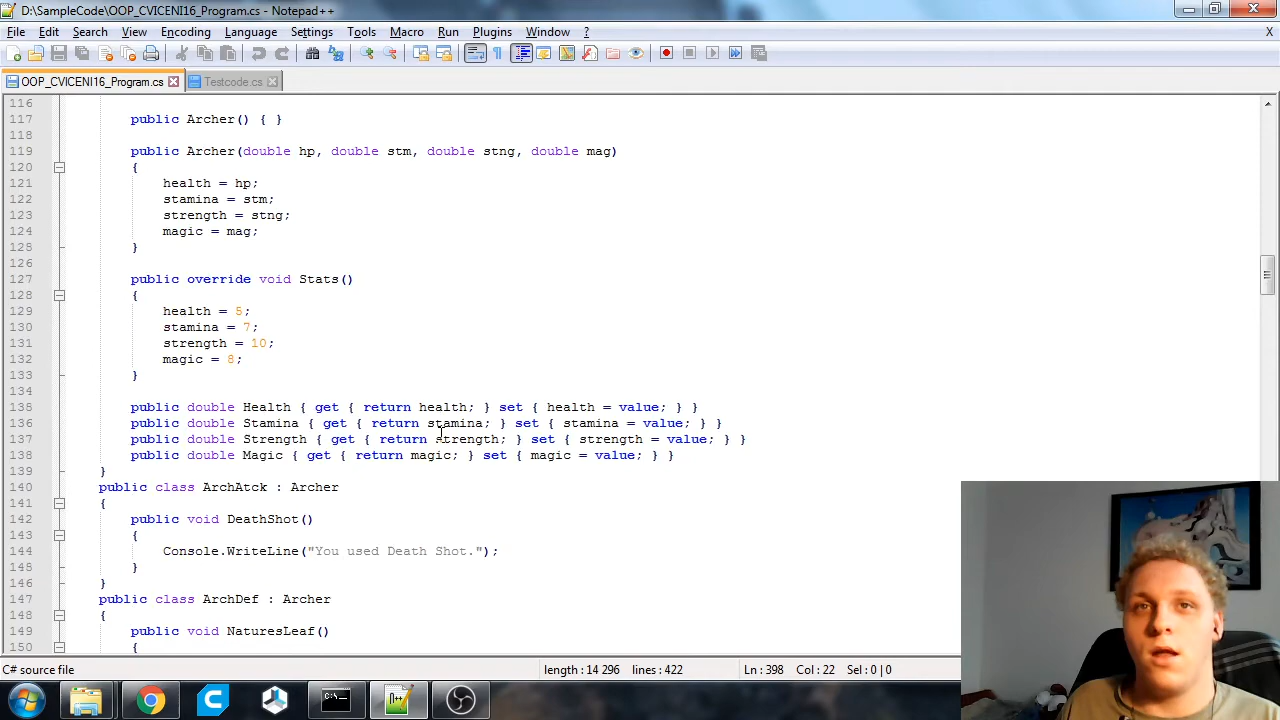 D:\SampleCode\OOP_CVICENI16_Program.cs - Notepad++
File Edit Search View Encoding Language Settings Tools Macro Run Plugins Window ? X
OOP_CVICENI16_Program.cs Testcode.cs
116
117 public Archer() { }
118
119 public Archer(double hp, double stm, double stng, double mag)
120 {
121 health = hp;
122 stamina = stm;
123 strength = stng;
124 magic = mag;
125 }
126
127 public override void Stats()
128 {
129 health = 5;
130 stamina = 7;
131 strength = 10;
132 magic = 8;
133 }
134
135 public double Health { get { return health; } set { health = value; } }
136 public double Stamina { get { return stamina; } set { stamina = value; } }
137 public double Strength { get { return strength; } set { strength = value; } }
138 public double Magic { get { return magic; } set { magic = value; } }
139 }
140 public class ArchAtck : Archer
141 {
142 public void DeathShot()
143 {
144 Console.WriteLine("You used Death Shot.");
145 }
146 }
147 public class ArchDef : Archer
148 {
149 public void NaturesLeaf()
150 {
C# source file length : 14 296 lines : 422 Ln : 398 Col : 22 Sel : 0 | 0